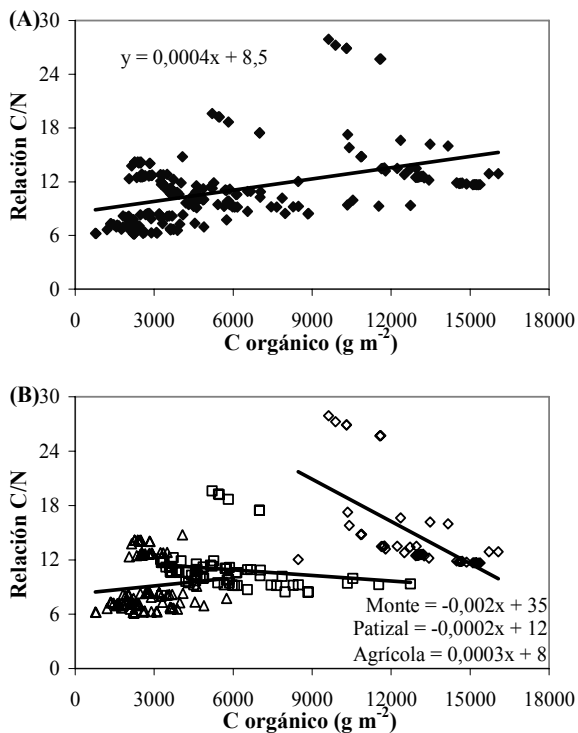 (A)
30
24
18
12
6
0
Relación C/N
y = 0,0004x + 8,5
0 3000 6000 9000 12000 15000 18000
C orgánico (g m-2)
(B)
30
24
18
12
6
0
Relación C/N
Monte = -0,002x + 35
Patizal = -0,0002x + 12
Agrícola = 0,0003x + 8
0 3000 6000 9000 12000 15000 18000
C orgánico (g m-2)